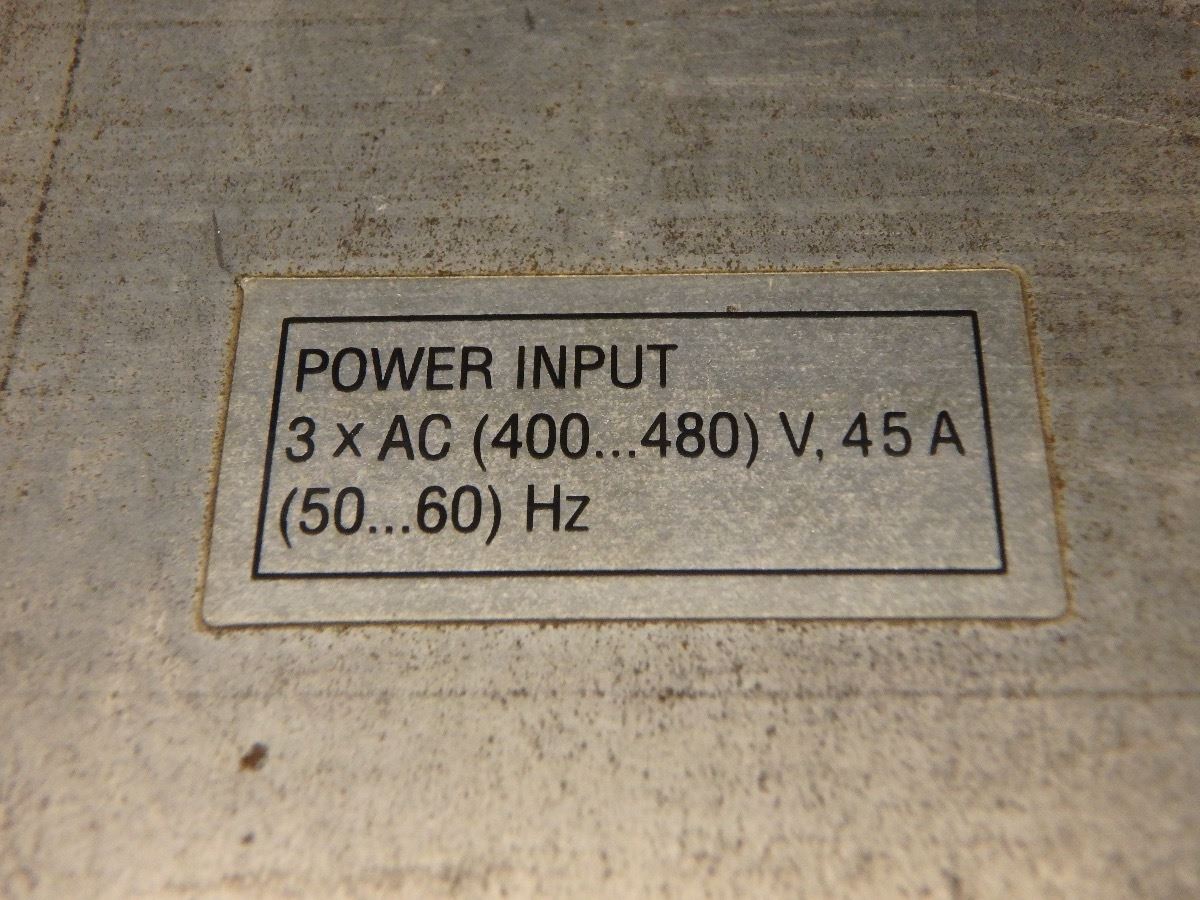 POWER INPUT
3 x AC (400...480) V, 45 A
(50...60) Hz